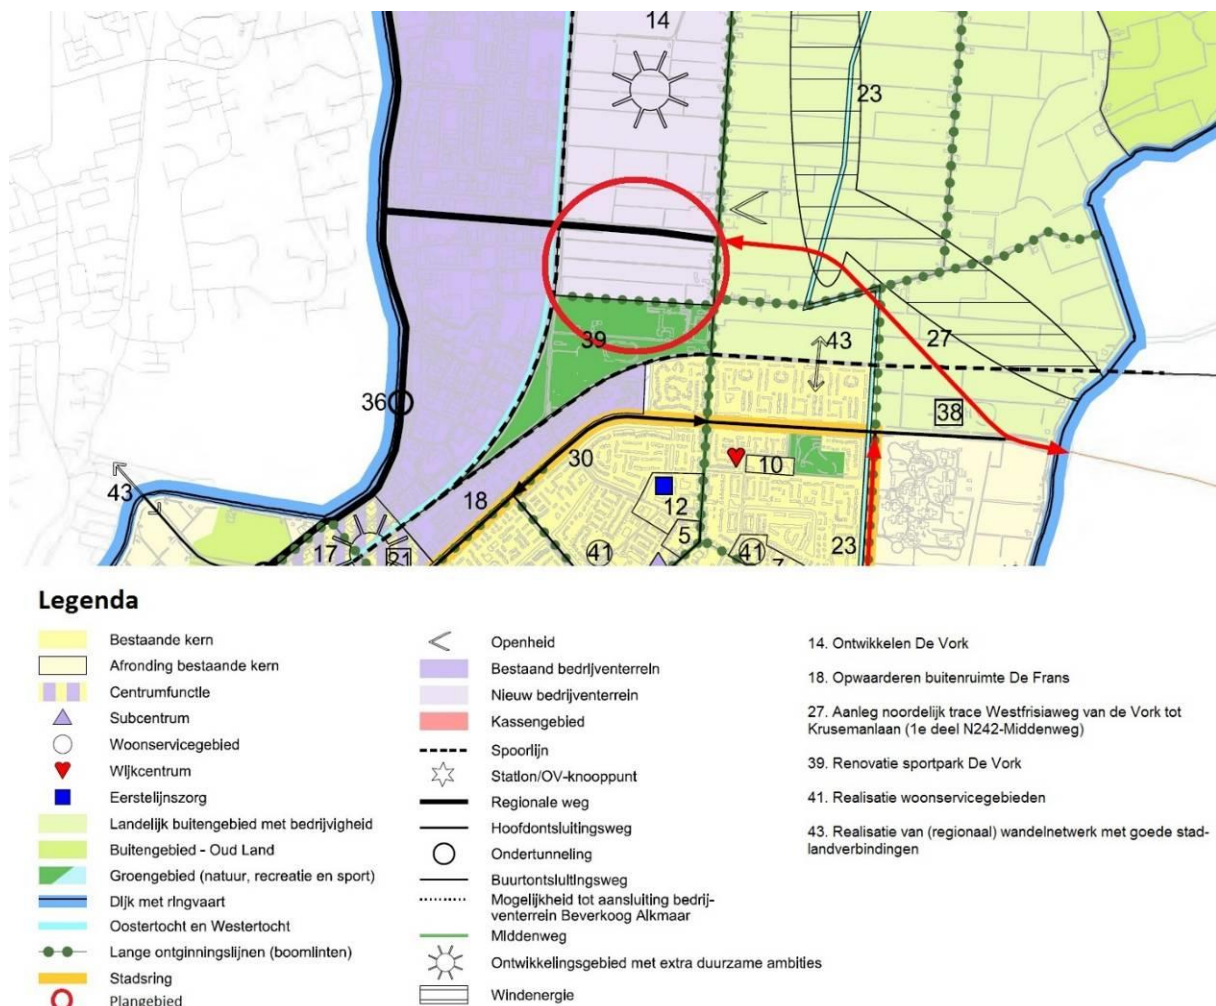 14
23
39
43
27
36
38
30
10
43
18
12
17
21
41
5
41
7
23
Legenda
Bestaande kern
Afronding bestaande kern
Centrumfunctie
Subcentrum
Woonservicegebied
Wijkcentrum
Eerstelijnszorg
Landelijk buitengebied met bedrijvigheid
Buitengebied - Oud Land
Groengebied (natuur, recreatie en sport)
Dijk met ringvaart
Oostertocht en Westertocht
Lange ontginningslijnen (boomlinten)
Stadsring
Plangebied
Openheid
Bestaand bedrijventerrein
Nieuw bedrijventerrein
Kassengebied
Spoorlijn
Station/OV-knooppunt
Regionale weg
Hoofdontsluitingsweg
Ondertunneling
Buurtontsluitingsweg
Mogelijkheid tot aansluiting bedrij-
venterrein Beverkoog Alkmaar
Middenweg
Ontwikkelingsgebied met extra duurzame ambities
Windenergie
14. Ontwikkelen De Vork
18. Opwaarderen buitenruimte De Frans
27. Aanleg noordelijk trace Westfrisiaweg van de Vork tot
Krusemanlaan (1e deel N242-Middenweg)
39. Renovatie sportpark De Vork
41. Realisatie woonservicegebieden
43. Realisatie van (regionaal) wandelnetwerk met goede stad-
landverbindingen